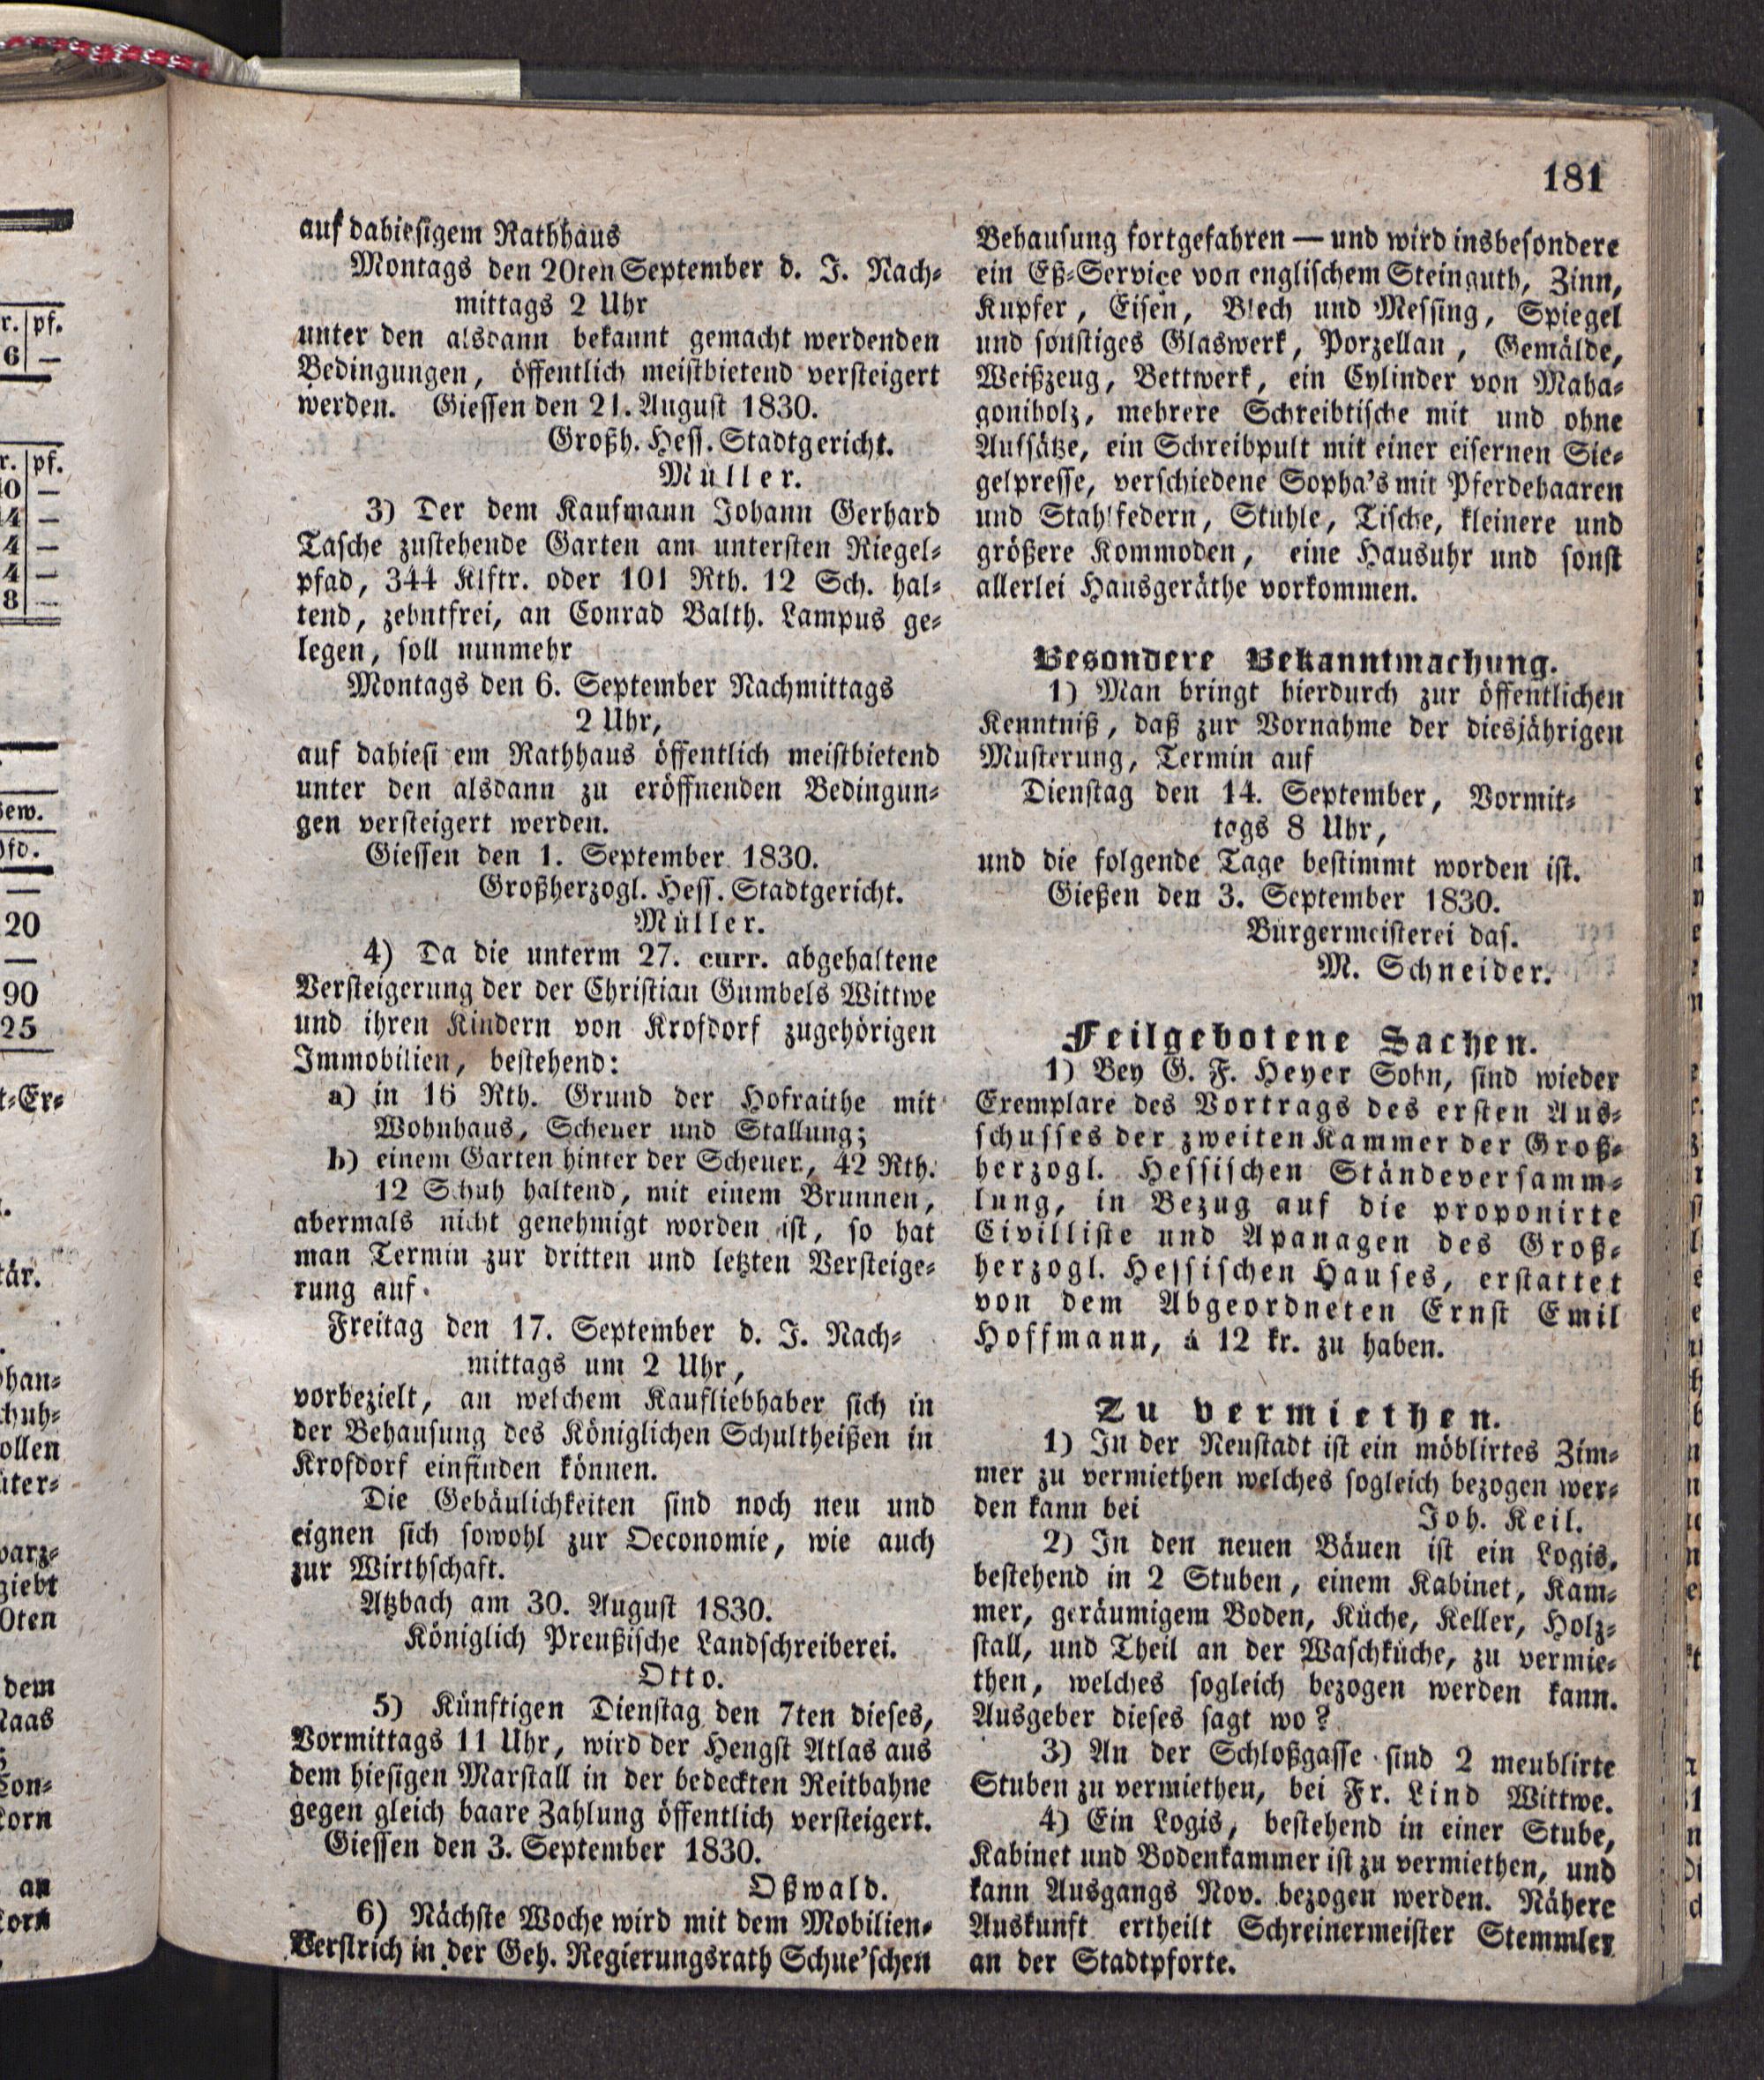 181
auf dahiesigem Rathhaus
Montags den 20ten September d. J. Nach-
mittags 2 Uhr
unter den alsdann bekannt gemacht werdenden
Bedingungen, öffentlich meistbietend versteigert
werden. Giessen den 21. August 1830.
Großh. Hess. Stadtgericht.
Müller.
3) Der dem Kaufmann Johann Gerhard
Tasche zustehende Garten am untersten Riegel-
pfad, 344 Klftr. oder 101 Rth. 12 Sch. hal-
tend, zehntfrei, an Conrad Balth. Lampus ge-
legen, soll nunmehr
Montags den 6. September Nachmittags
2 Uhr,
auf dahiesi em Rathhaus öffentlich meistbietend
unter den alsdann zu eröffnenden Bedingun-
gen versteigert werden.
Giessen den 1. September 1830.
Großherzogl. Hess. Stadtgericht.
Müller.
4) Da die unterm 27. curr. abgehaltene
Versteigerung der der Christian Gumbels Wittwe
und ihren Kindern von Krofdorf zugehörigen
Immobilien, bestehend:
a) in 16 Rth. Grund der Hofraithe mit
Wohnhaus, Scheuer und Stallung;
b) einem Garten hinter der Scheuer, 42 Rth.
12 Schuh haltend, mit einem Brunnen,
abermals nicht genehmigt worden ist, so hat
man Termin zur dritten und letzten Versteige-
rung auf
Freitag den 17. September d. J. Nach-
mittags um 2 Uhr,
vorbezielt, an welchem Kaufliebhaber sich in
der Behausung des Königlichen Schultheißen in
Krofdorf einfinden können.
Die Gebäulichkeiten sind noch neu und
eignen sich sowohl zur Oeconomie, wie auch
zur Wirthschaft.
Atzbach am 30. August 1830.
Königlich Preußische Landschreiberei.
Otto.
5) Künftigen Dienstag den 7ten dieses,
Vormittags 11 Uhr, wird der Hengst Atlas aus
dem hiesigen Marstall in der bedeckten Reitbahne
gegen gleich baare Zahlung öffentlich versteigert.
Giessen den 3. September 1830.
Oßwald.
6) Nächste Woche wird mit dem Mobilien-
Verstrich in der Geh. Regierungsrath Schue'schen
Behausung fortgefahren — und wird insbesondere
ein Eß-Service von englischem Steinguth, Zinn,
Kupfer, Eisen, Blech und Messing, Spiegel
und sonstiges Glaswerk, Porzellan, Gemälde,
Weißzeug, Bettwerk, ein Cylinder von Maha-
goniholz, mehrere Schreibtische mit und ohne
Aufsätze, ein Schreibpult mit einer eisernen Sie-
gelpresse, verschiedene Sopha's mit Pferdehaaren
und Stahlfedern, Stühle, Tische, kleinere und
größere Kommoden, eine Hausuhr und sonst
allerlei Hausgeräthe vorkommen.
Besondere Bekanntmachung.
1) Man bringt hierdurch zur öffentlichen
Kenntniß, daß zur Vornahme der diesjährigen
Musterung, Termin auf
Dienstag den 14. September, Vormit-
tags 8 Uhr,
und die folgende Tage bestimmt worden ist.
Gießen den 3. September 1830.
Bürgermeisterei das.
M. Schneider.
Feilgebotene Sachen.
1) Bey G. F. Heyer Sohn, sind wieder
Exemplare des Vortrags des ersten Aus-
schusses der zweiten Kammer der Groß-
herzogl. Hessischen Ständeversamm-
lung, in Bezug auf die proponirte
Civilliste und Apanagen des Groß-
herzogl. Hessischen Hauses, erstattet
von dem Abgeordneten Ernst Emil
Hoffmann, à 12 kr. zu haben.
Zu vermiethen.
1) In der Neustadt ist ein möblirtes Zim-
mer zu vermiethen welches sogleich bezogen wer-
den kann bei Joh. Keil.
2) In den neuen Bäuen ist ein Logis,
bestehend in 2 Stuben, einem Kabinet, Kam-
mer, geräumigem Boden, Küche, Keller, Holz-
stall, und Theil an der Waschküche, zu vermie-
then, welches sogleich bezogen werden kann.
Ausgeber dieses sagt wo?
3) An der Schloßgasse sind 2 meublirte
Stuben zu vermiethen, bei Fr. Lind Wittwe.
4) Ein Logis, bestehend in einer Stube,
Kabinet und Bodenkammer ist zu vermiethen, und
kann Ausgangs Nov. bezogen werden. Nähere
Auskunft ertheilt Schreinermeister Stemmler
an der Stadtpforte.